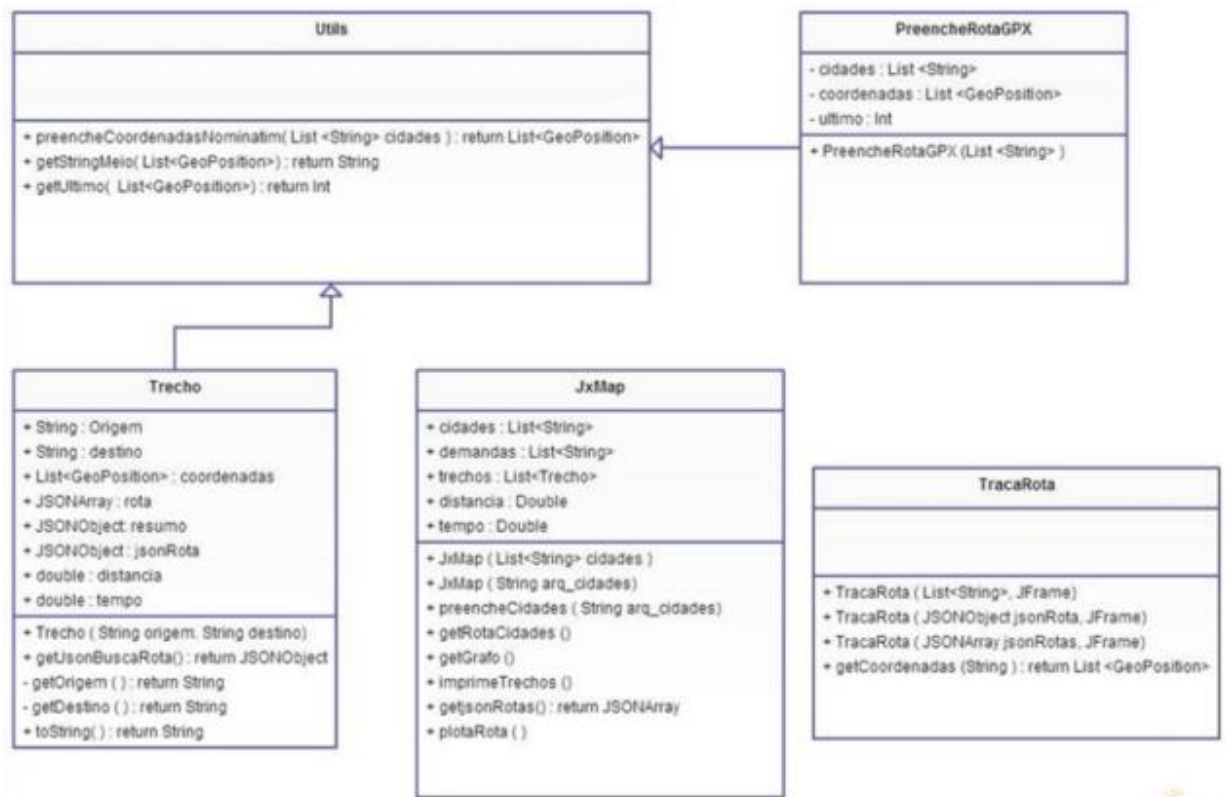 Utils
+ preencheCoordenadasNominatim( List <String> cidades ) : return List<GeoPosition>
+ getStringMeio( List<GeoPosition>) : return String
+ getUltimo( List<GeoPosition>) : return Int
PreencheRotaGPX
- cidades : List <String>
- coordenadas : List <GeoPosition>
- ultimo : Int
+ PreencheRotaGPX (List <String> )
Trecho
+ String : Origem
+ String : destino
+ List<GeoPosition> : coordenadas
+ JSONArray : rota
+ JSONObject: resumo
+ JSONObject : jsonRota
+ double : distancia
+ double : tempo
+ Trecho ( String origem, String destino)
+ getUsonBuscaRota() : return JSONObject
- getOrigem ( ) : return String
- getDestino ( ) : return String
+ toString( ) : return String
JxMap
+ cidades : List<String>
+ demandas : List<String>
+ trechos : List<Trecho>
+ distancia : Double
+ tempo : Double
+ JxMap ( List<String> cidades )
+ JxMap ( String arq_cidades)
+ preencheCidades ( String arq_cidades)
+ getRotaCidades ()
+ getGrafo ()
+ imprimeTrechos ()
+ getjsonRotas() : return JSONArray
+ plotaRota ( )
TracaRota
+ TracaRota ( List<String>, JFrame)
+ TracaRota ( JSONObject jsonRota, JFrame)
+ TracaRota ( JSONArray jsonRotas, JFrame)
+ getCoordenadas (String ) : return List <GeoPosition>